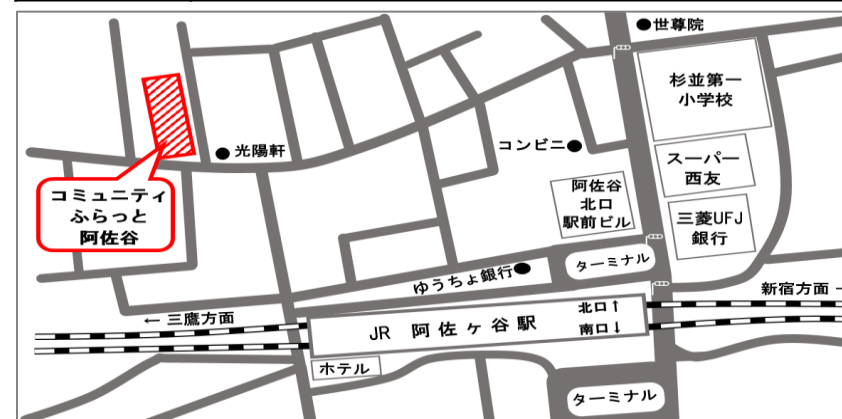 世尊院
杉並第一
小学校
光陽軒
コンビニ
スーパー
西友
コミュニティ
ふらっと
阿佐谷
阿佐谷
北口
駅前ビル
三菱UFJ
銀行
ターミナル
ゆうちょ銀行
新宿方面→
← 三鷹方面
北口↑
JR 阿佐ヶ谷駅
南口↓
ホテル
ターミナル